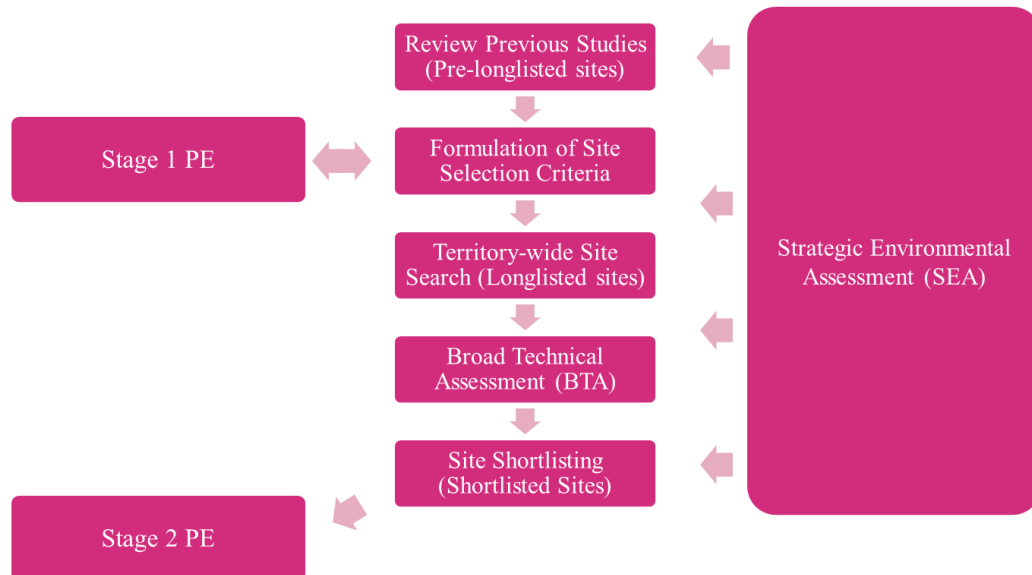 Review Previous Studies
(Pre-longlisted sites)
Stage 1 PE
Formulation of Site
Selection Criteria
Territory-wide Site
Search (Longlisted sites)
Strategic Environmental
Assessment (SEA)
Broad Technical
Assessment (BTA)
Site Shortlisting
(Shortlisted Sites)
Stage 2 PE